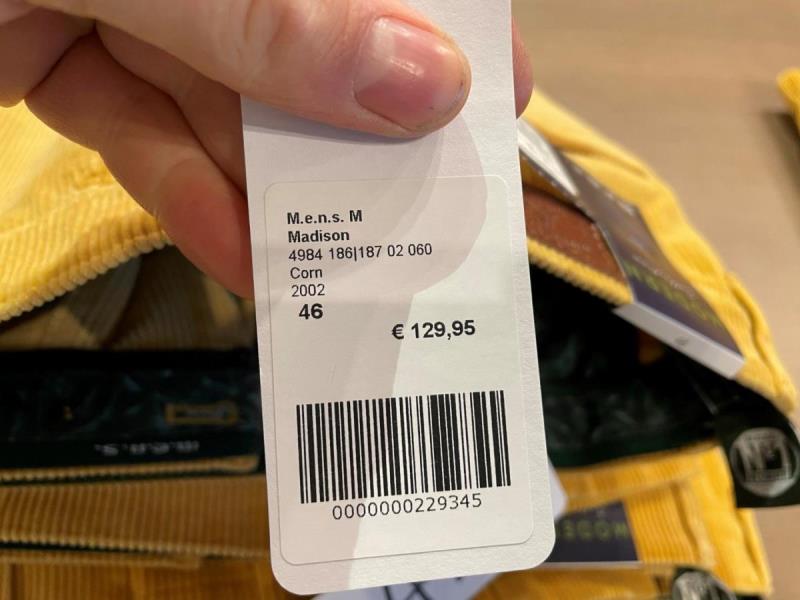 M.e.n.s. M
Madison
4984 186|187 02 060
Corn
2002
46
€ 129,95
0000000229345